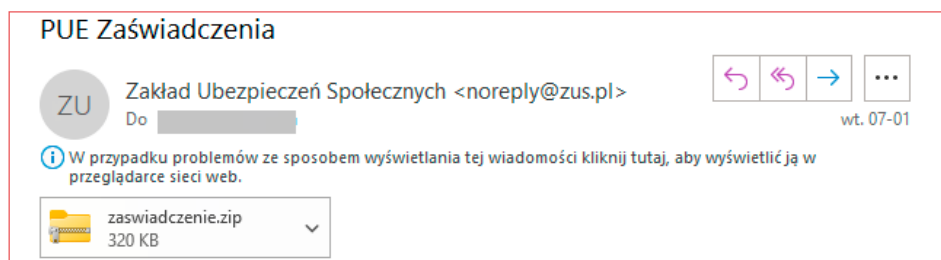 PUE Zaświadczenia
ZU
Zakład Ubezpieczeń Społecznych <noreply@zus.pl>
Do
wt. 07-01
W przypadku problemów ze sposobem wyświetlania tej wiadomości kliknij tutaj, aby wyświetlić ją w
przeglądarce sieci web.
zaswiadczenie.zip
320 KB